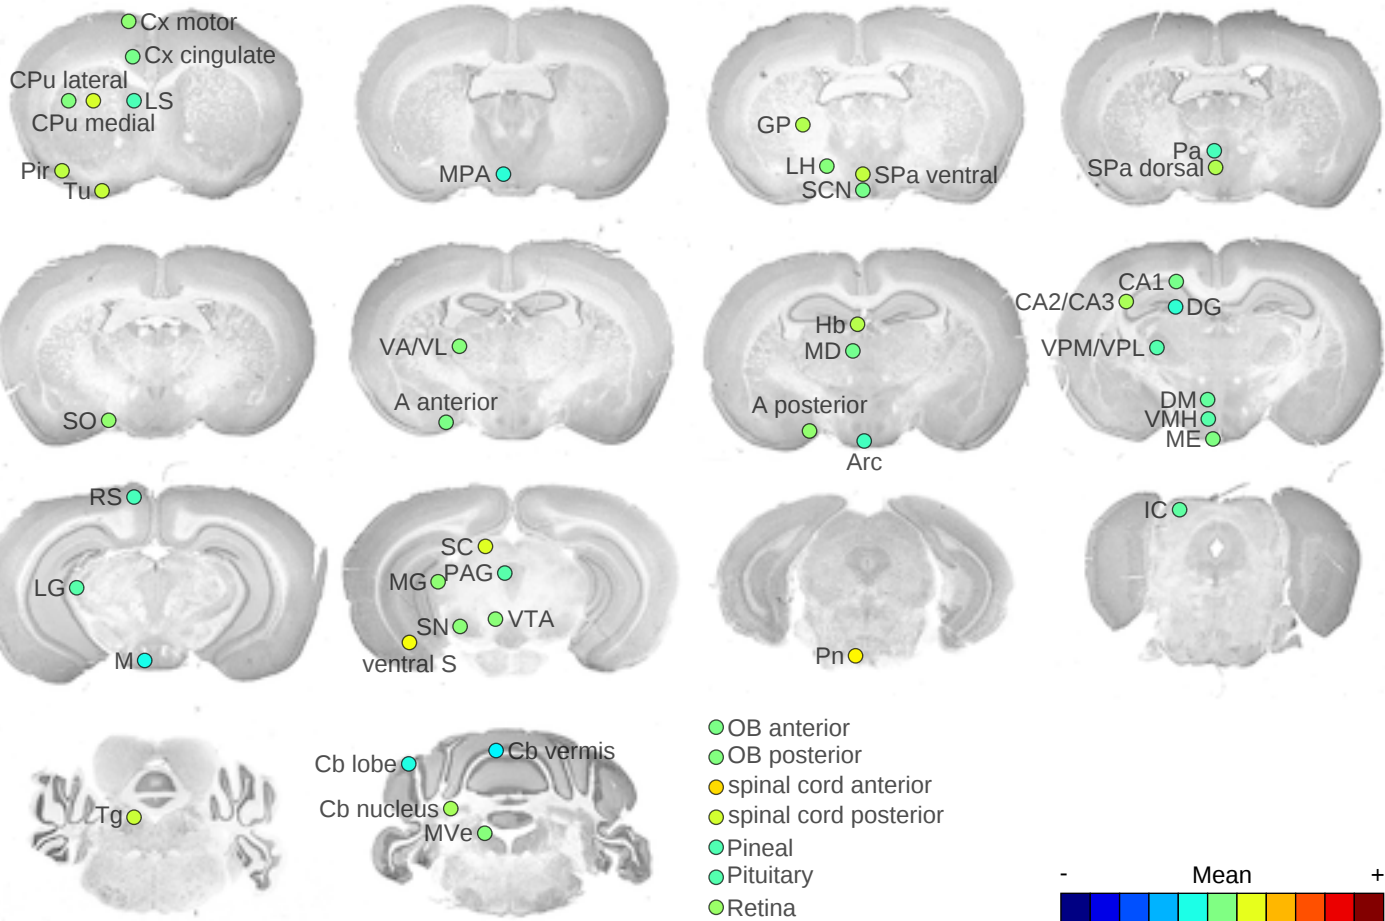 Cx motor
Cx cingulate
CPu lateral
LS
CPu medial
Pir
Tu
MPA
GP
LH
SPa ventral
SCN
Pa
SPa dorsal
SO
VA/VL
A anterior
Hb
MD
A posterior
Arc
CA1
CA2/CA3
DG
VPM/VPL
DM
VMH
ME
RS
LG
M
SC
PAG
MG
VTA
SN
ventral S
Pn
IC
Tg
Cb vermis
Cb lobe
Cb nucleus
MVe
OB anterior
OB posterior
spinal cord anterior
spinal cord posterior
Pineal
Pituitary
Retina
- Mean +